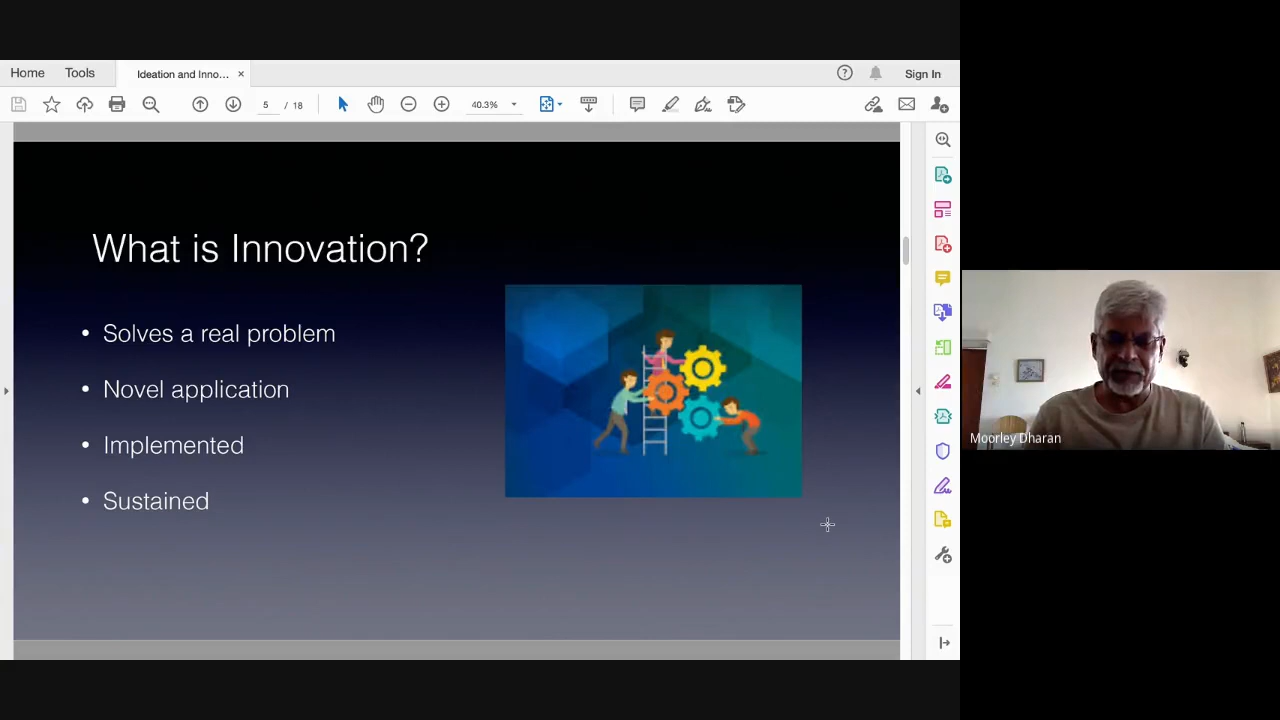 Home
Tools
Ideation and Inno...
Sign In
5 / 18
40.3%
What is Innovation?
• Solves a real problem
• Novel application
• Implemented
• Sustained
Moorley Dharan